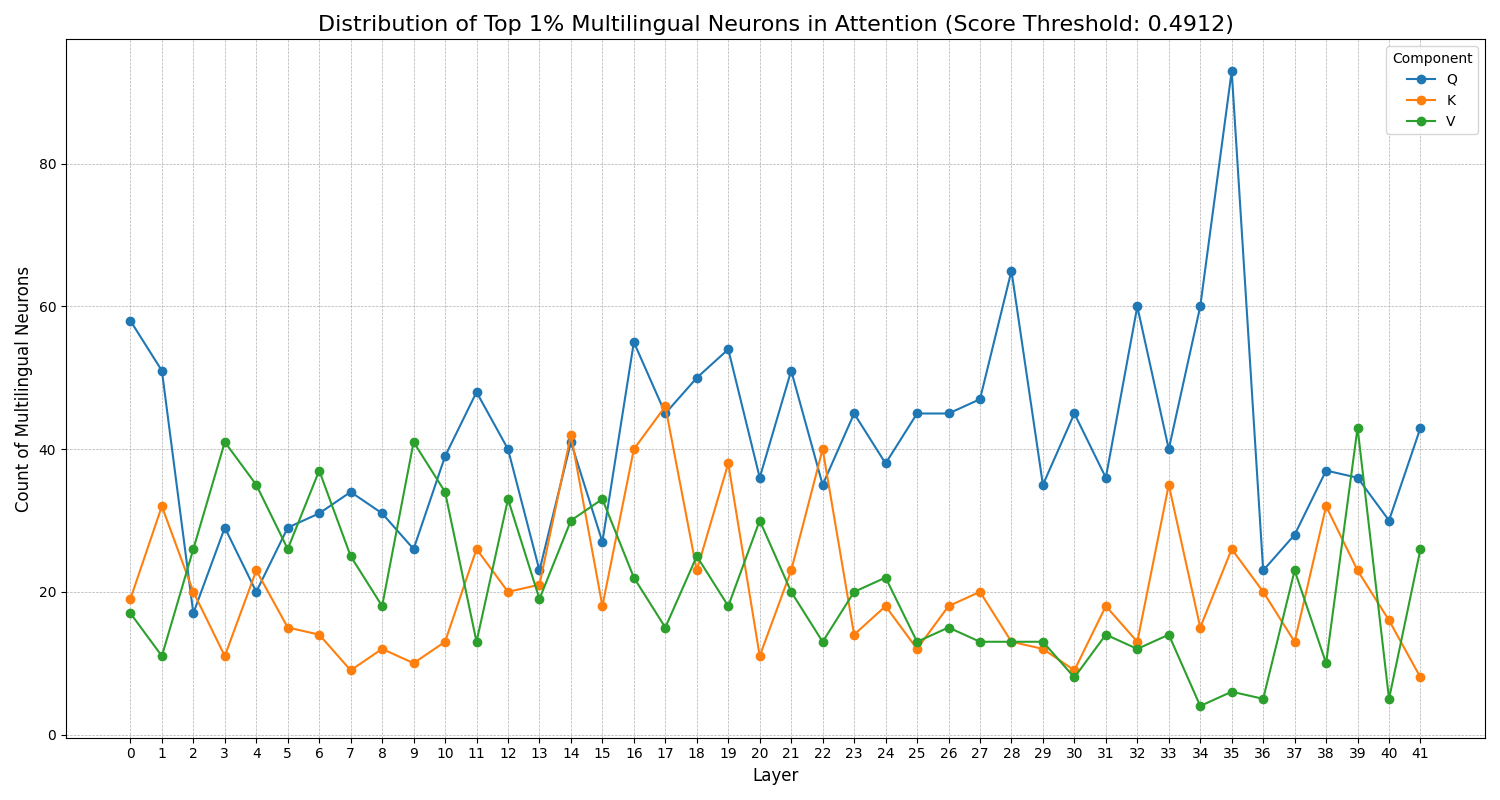 Distribution of Top 1% Multilingual Neurons in Attention (Score Threshold: 0.4912)
Component
Q
K
V
Count of Multilingual Neurons
80
60
40
20
0
0 1 2 3 4 5 6 7 8 9 10 11 12 13 14 15 16 17 18 19 20 21 22 23 24 25 26 27 28 29 30 31 32 33 34 35 36 37 38 39 40 41
Layer